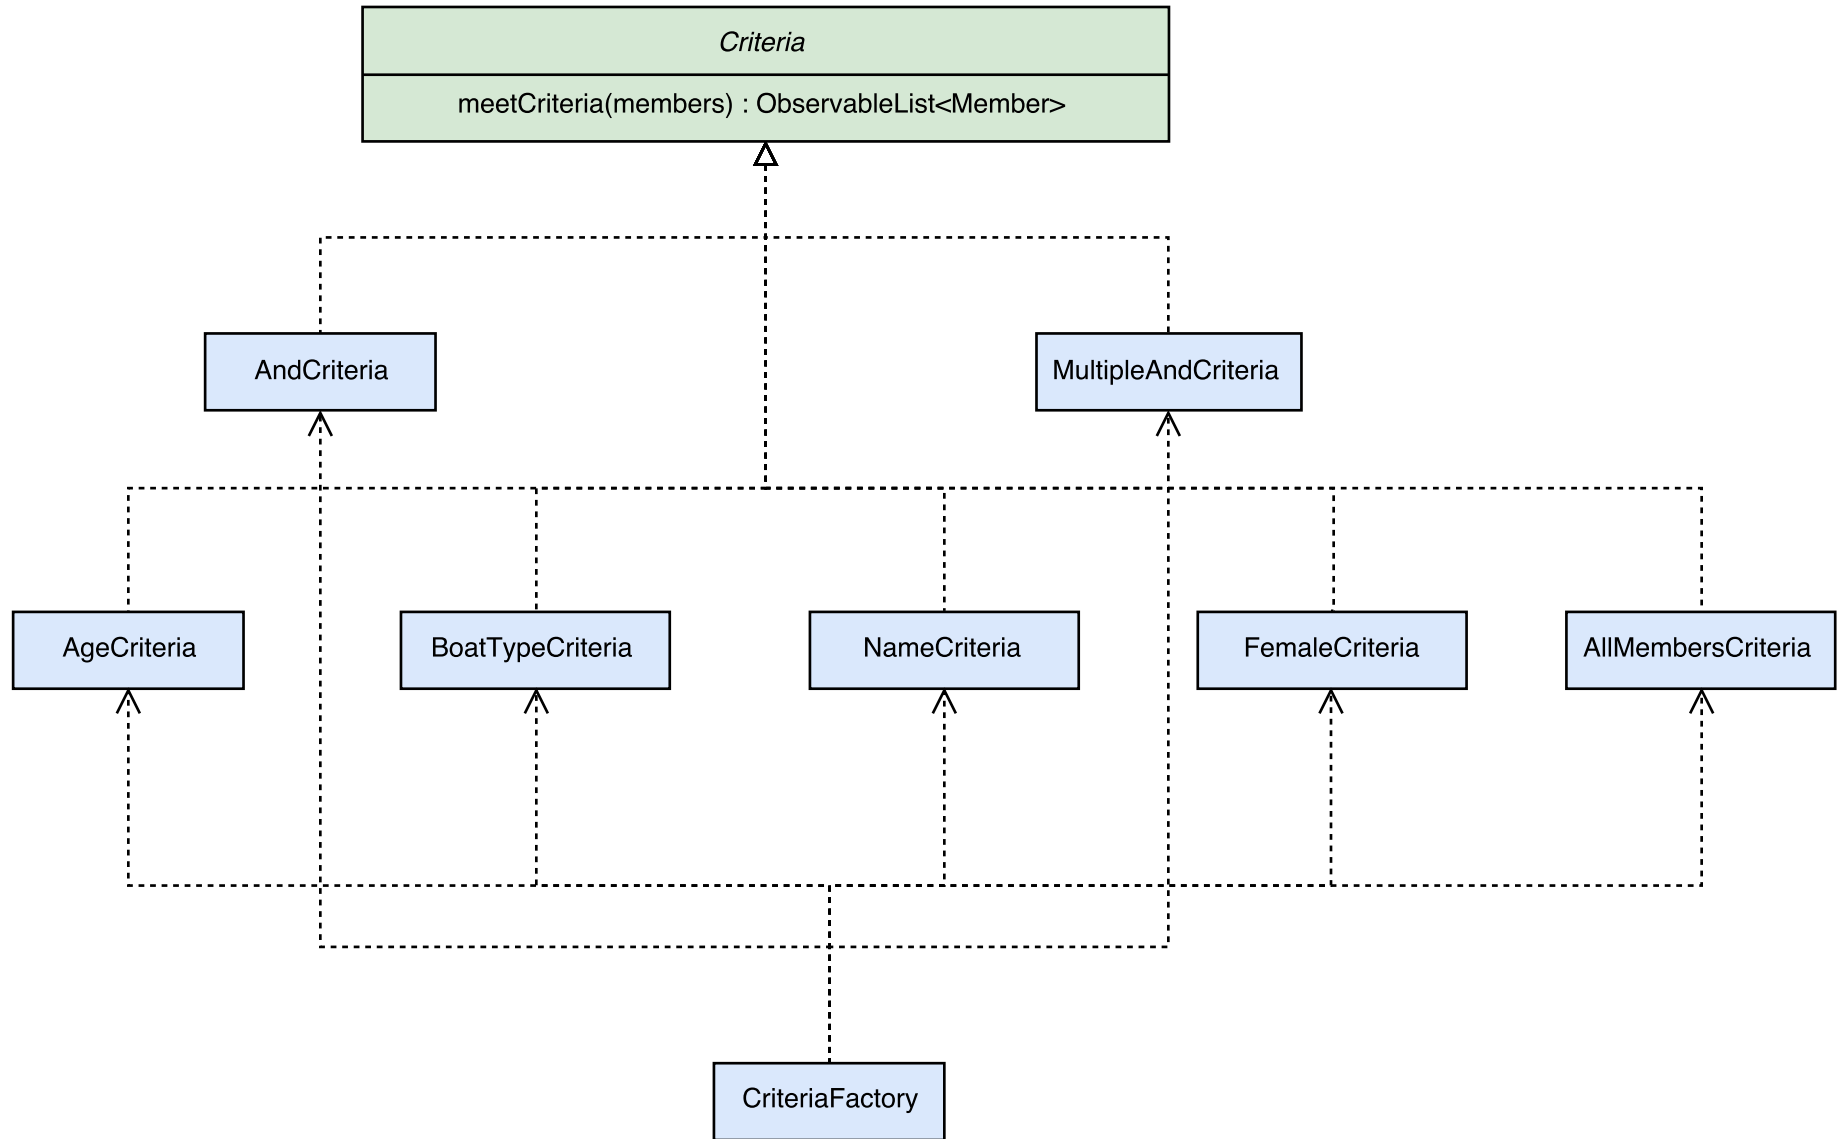 Criteria
meetCriteria(members) : ObservableList<Member>
AndCriteria
MultipleAndCriteria
AgeCriteria
BoatTypeCriteria
NameCriteria
FemaleCriteria
AllMembersCriteria
CriteriaFactory